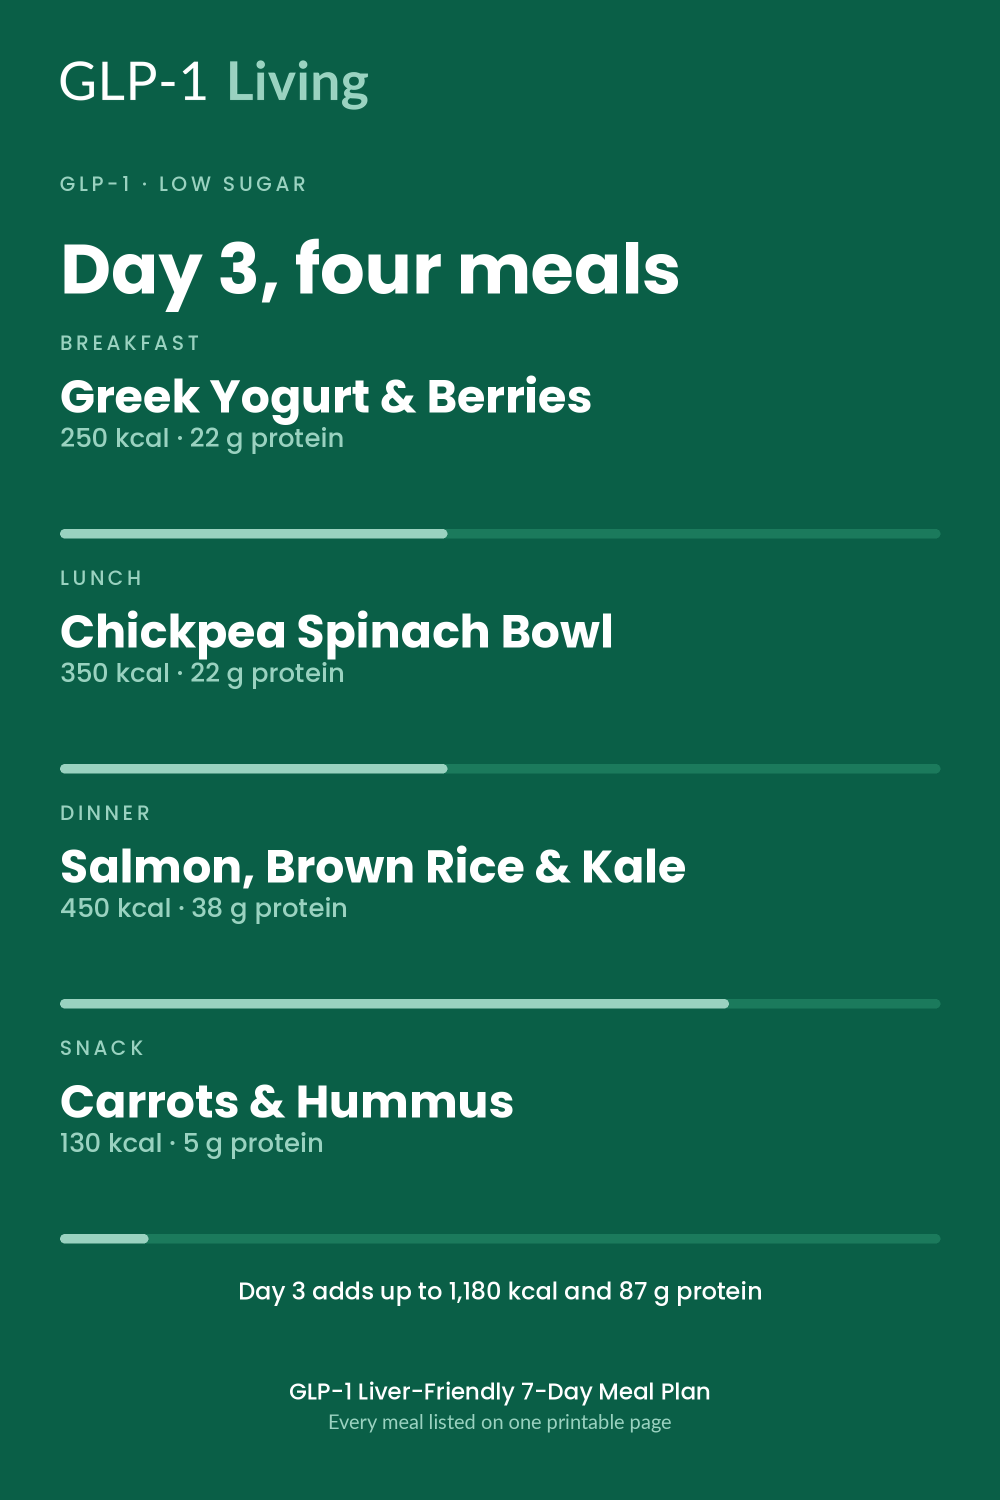 GLP-1 Living
GLP-1 · LOW SUGAR
Day 3, four meals
BREAKFAST
Greek Yogurt & Berries
250 kcal · 22 g protein
LUNCH
Chickpea Spinach Bowl
350 kcal · 22 g protein
DINNER
Salmon, Brown Rice & Kale
450 kcal · 38 g protein
SNACK
Carrots & Hummus
130 kcal · 5 g protein
Day 3 adds up to 1,180 kcal and 87 g protein
GLP-1 Liver-Friendly 7-Day Meal Plan
Every meal listed on one printable page